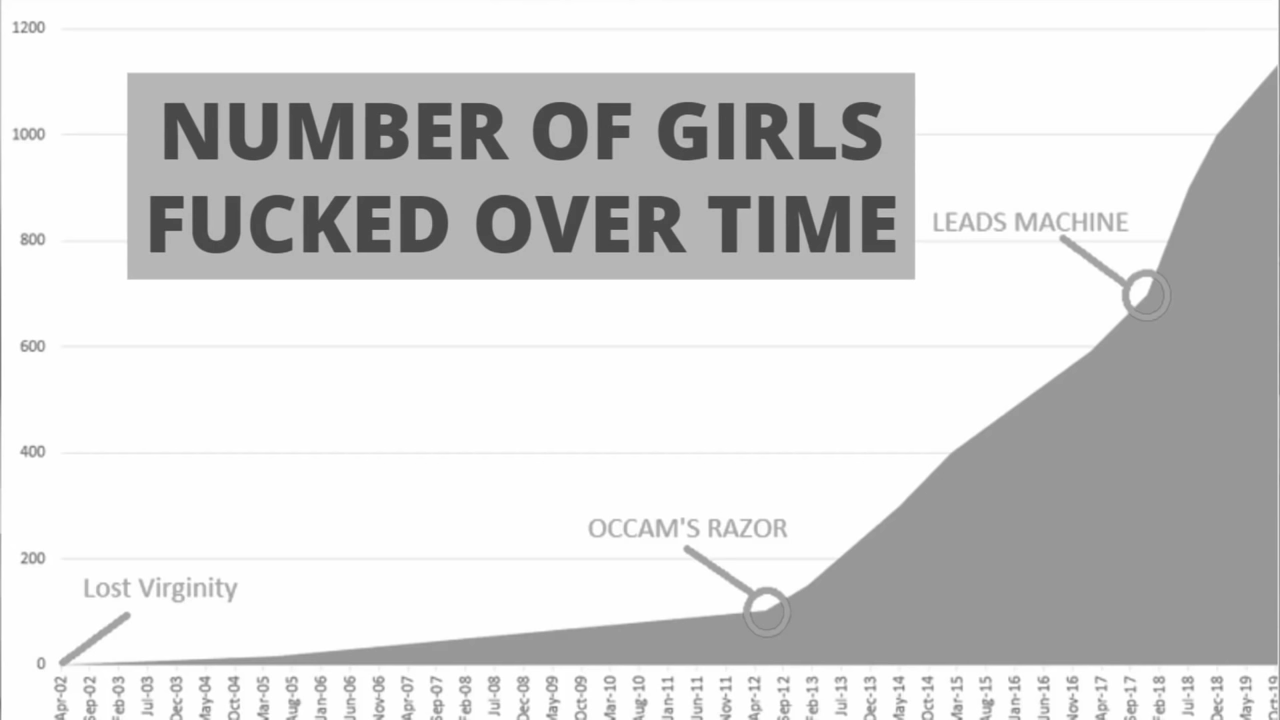 1200
NUMBER OF GIRLS
FUCKED OVER TIME
1000
LEADS MACHINE
800
600
400
OCCAM'S RAZOR
200
Lost Virginity
0
Apr-02 Sep-02 Feb-03 Jul-03 Dec-03 May-04 Oct-04 Mar-05 Aug-05 Jan-06 Jun-06 Nov-06 Apr-07 Sep-07 Feb-08 Jul-08 Dec-08 May-09 Oct-09 Mar-10 Aug-10 Jan-11 Jun-11 Nov-11 Apr-12 Sep-12 Feb-13 Jul-13 Dec-13 May-14 Oct-14 Mar-15 Aug-15 Jan-16 Jun-16 Nov-16 Apr-17 Sep-17 Feb-18 Jul-18 Dec-18 May-19 Oct-19